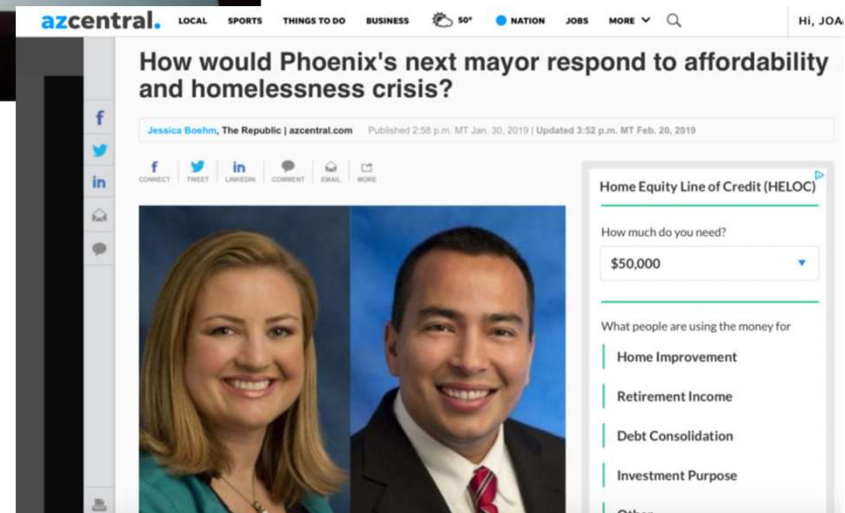 azcentral. LOCAL SPORTS THINGS TO DO BUSINESS 50° NATION JOBS MORE Hi, JOA
How would Phoenix's next mayor respond to affordability
and homelessness crisis?
Jessica Boehm, The Republic | azcentral.com Published 2:58 p.m. MT Jan. 30, 2019 | Updated 3:52 p.m. MT Feb. 20, 2019
f
in
f in
CONNECT TWEET LINKEDIN COMMENT EMAIL MORE
Home Equity Line of Credit (HELOC)
How much do you need?
$50,000
What people are using the money for
Home Improvement
Retirement Income
Debt Consolidation
Investment Purpose
Other